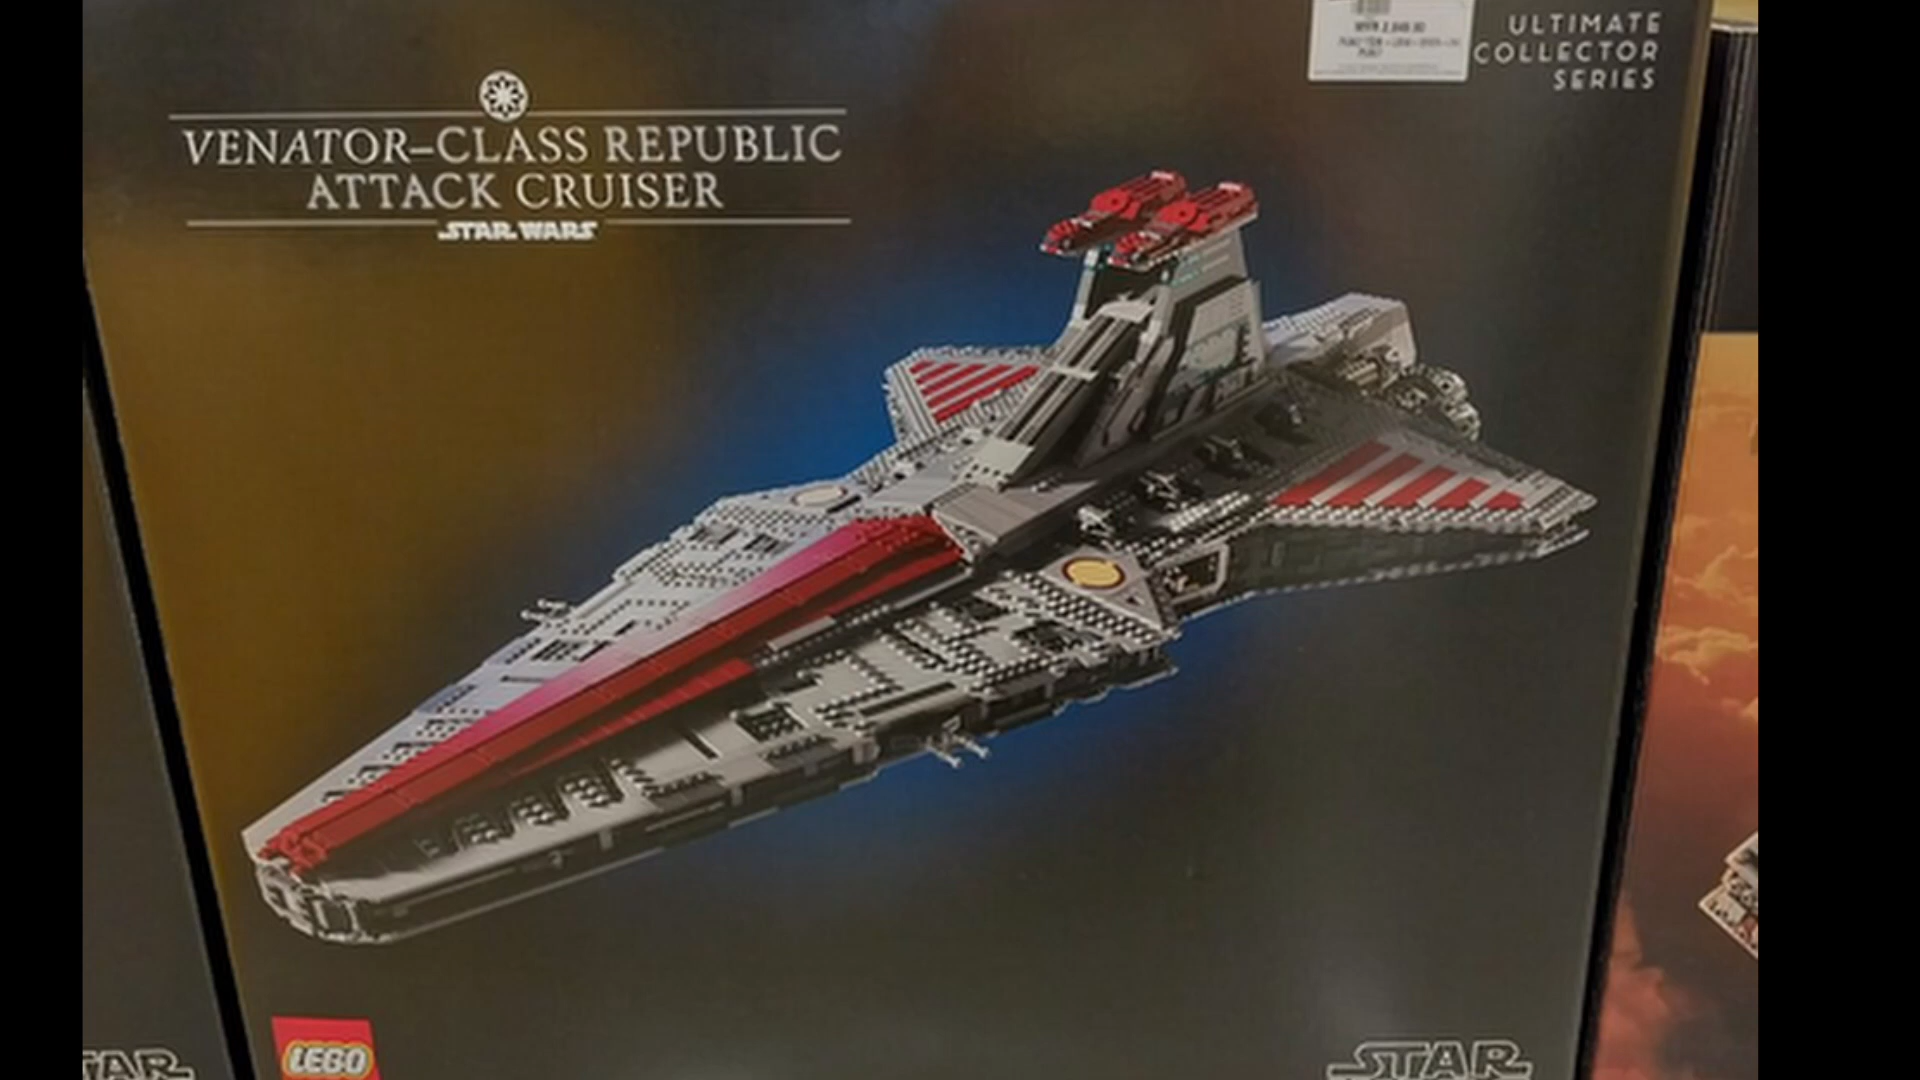 ULTIMATE
COLLECTOR
SERIES
VENATOR–CLASS REPUBLIC
ATTACK CRUISER
STAR WARS
LEGO
STAR